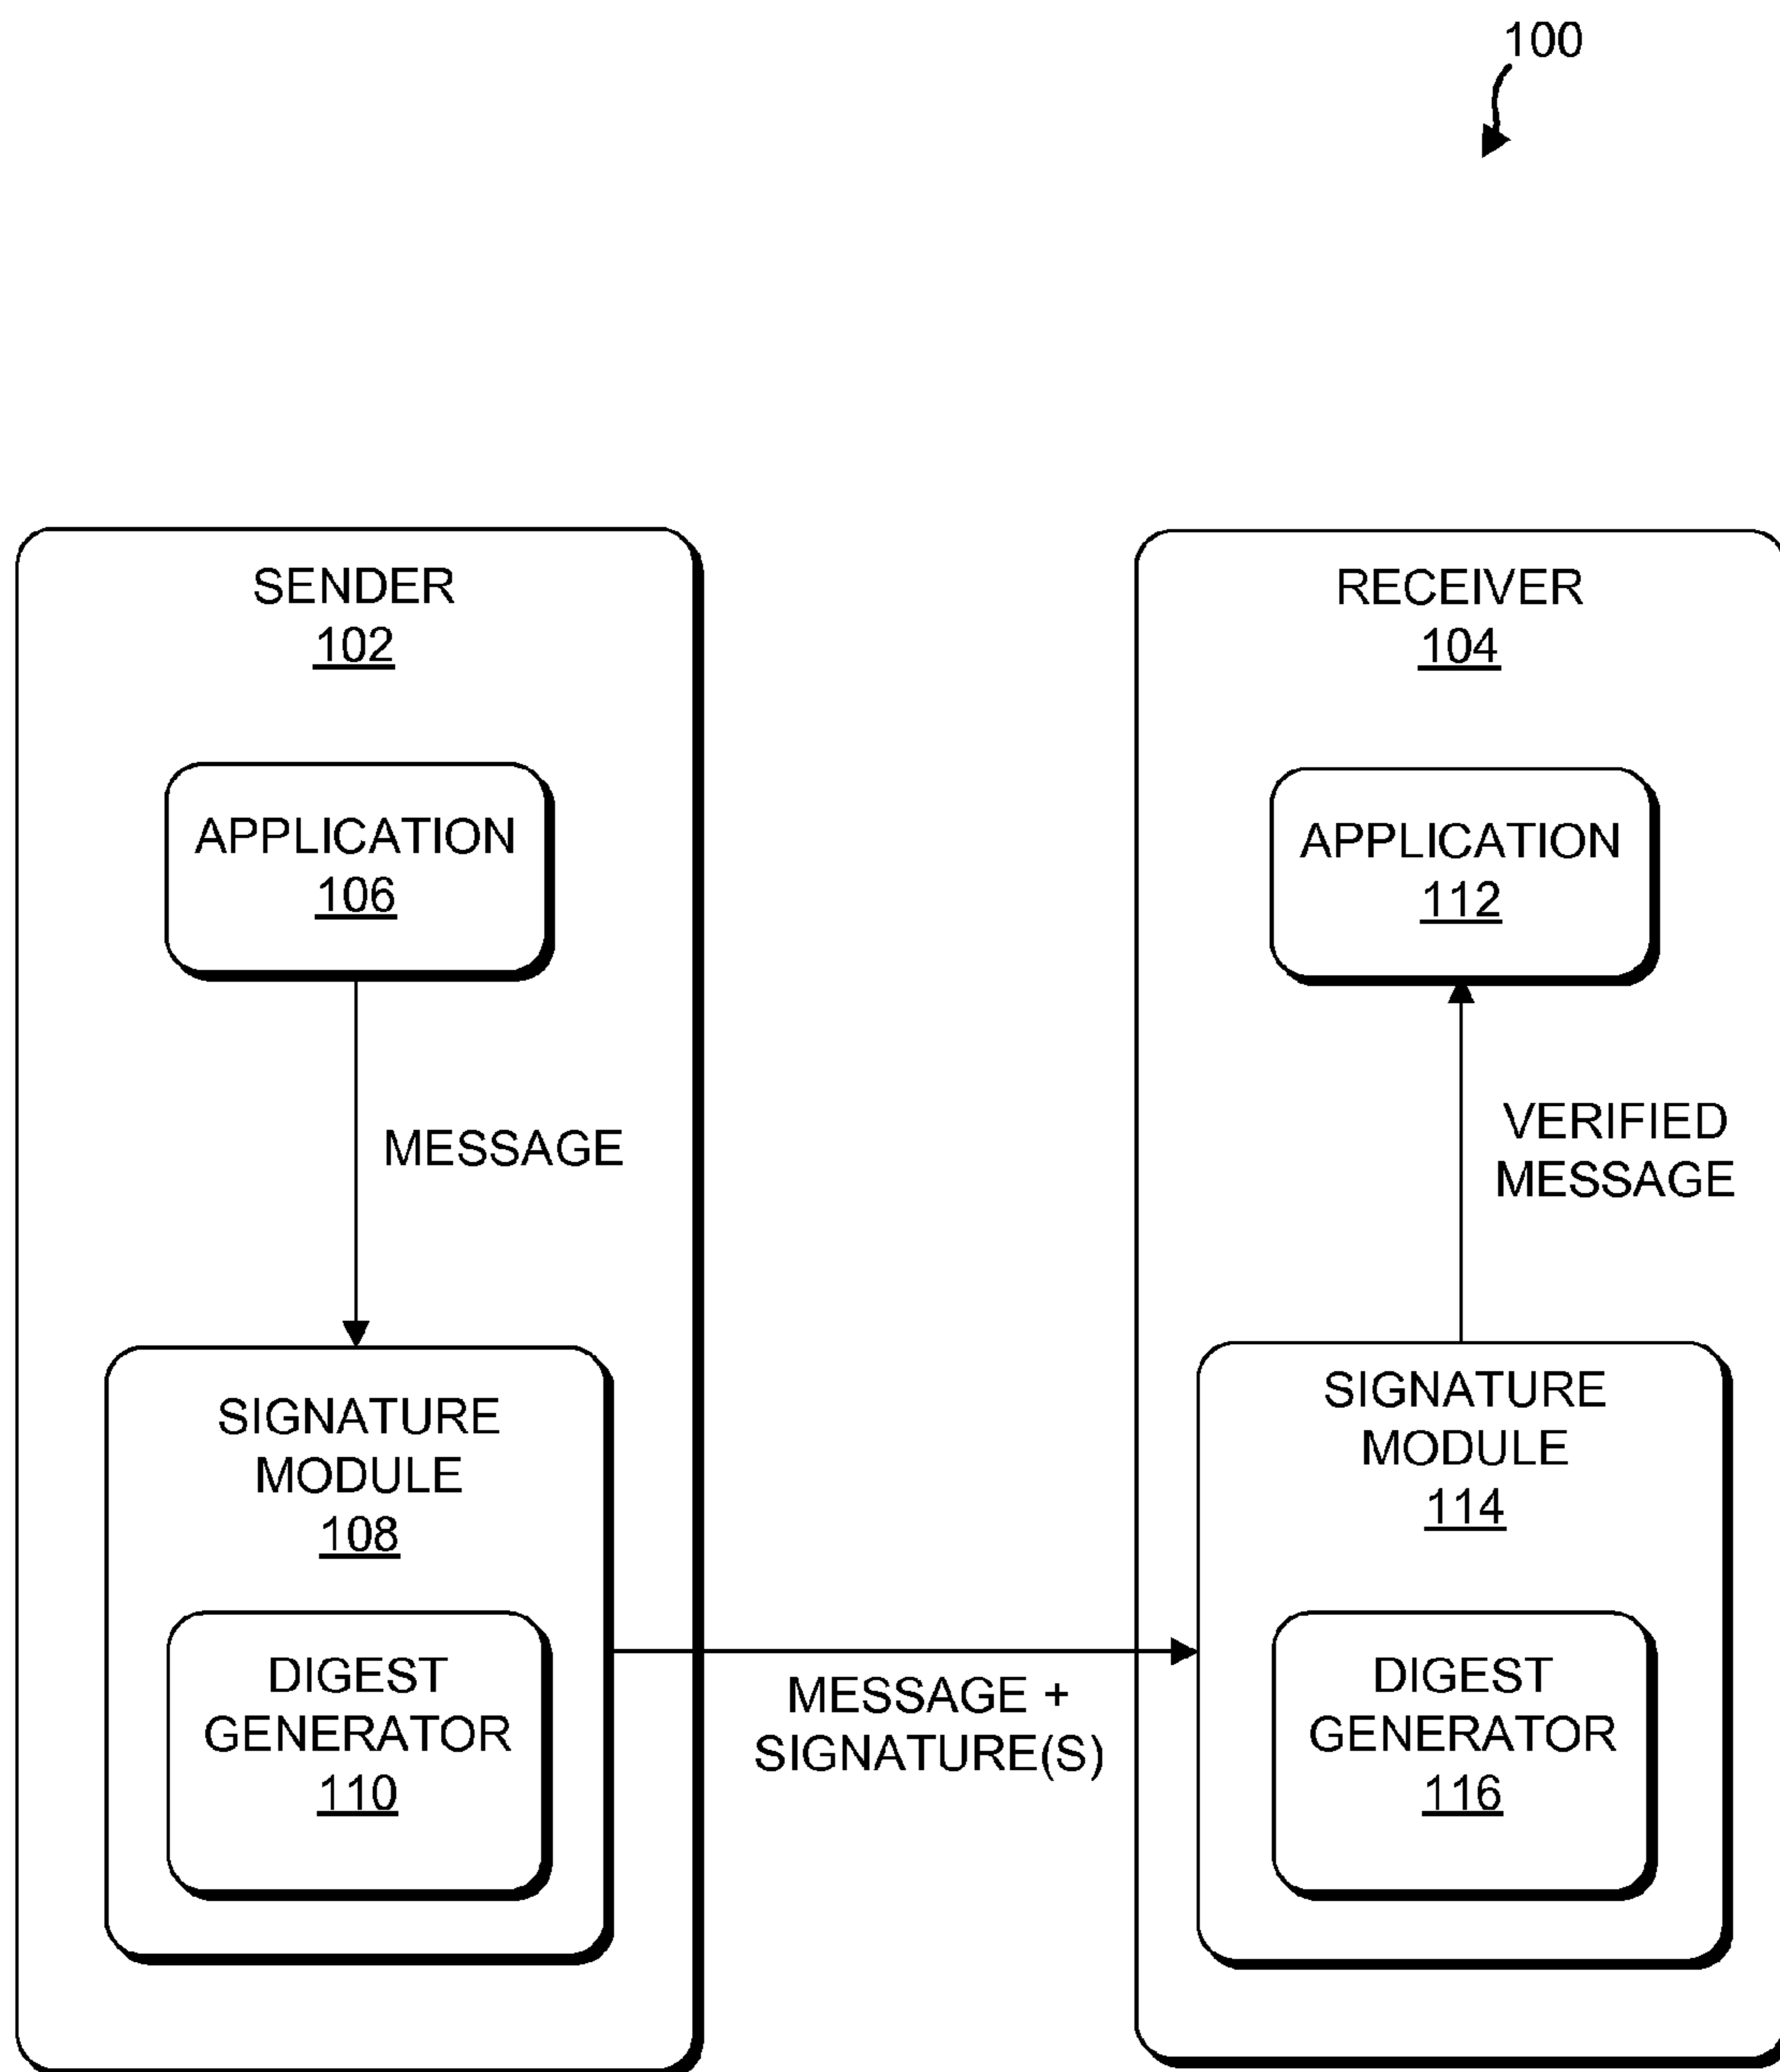 100
SENDER
102
APPLICATION
106
MESSAGE
SIGNATURE
MODULE
108
DIGEST
GENERATOR
110
MESSAGE +
SIGNATURE(S)
RECEIVER
104
APPLICATION
112
VERIFIED
MESSAGE
SIGNATURE
MODULE
114
DIGEST
GENERATOR
116